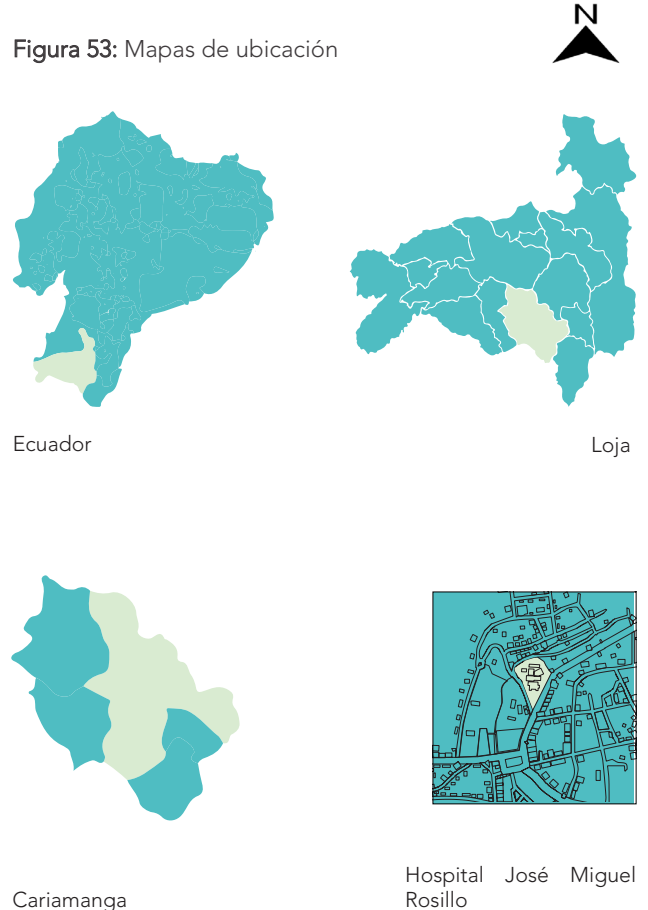 N
Figura 53: Mapas de ubicación
Ecuador
Loja
Cariamanga
Hospital José Miguel
Rosillo